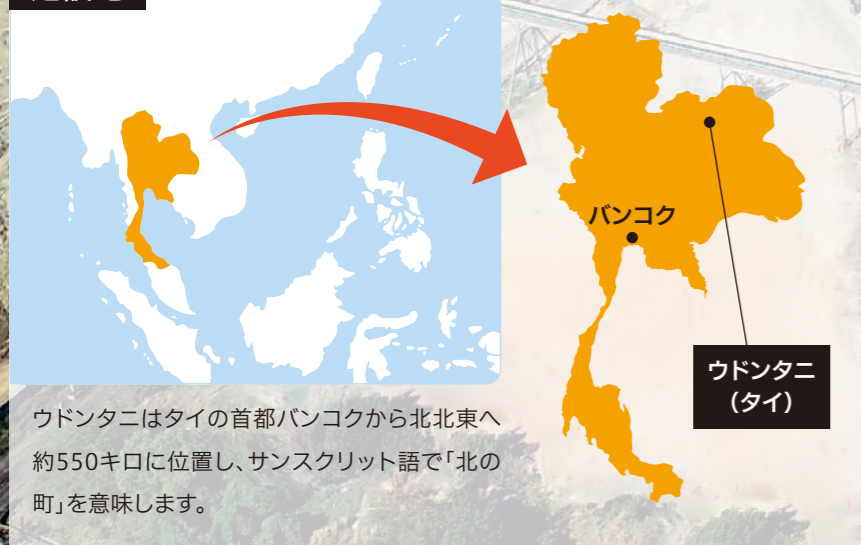 バンコク
ウドンタニ
（タイ）
ウドンタニはタイの首都バンコクから北北東へ
約550キロに位置し、サンスクリット語で「北の
町」を意味します。